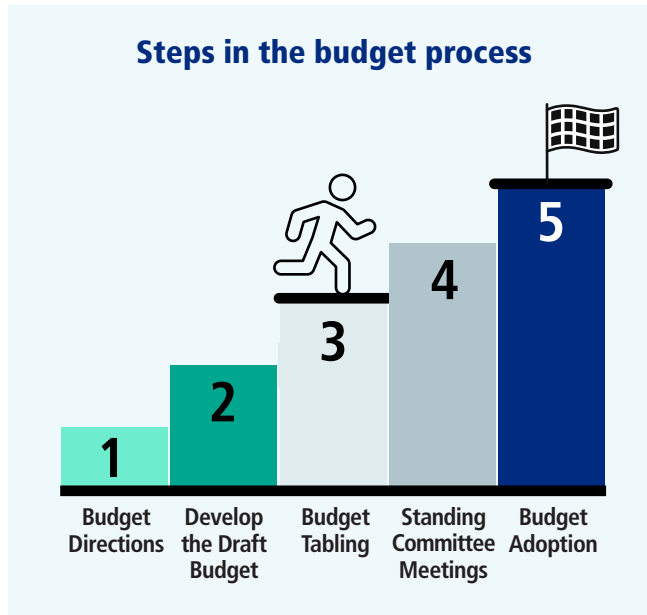 Steps in the budget process
5
4
3
2
1
Budget
Directions
Develop
the Draft
Budget
Budget
Tabling
Standing
Committee
Meetings
Budget
Adoption